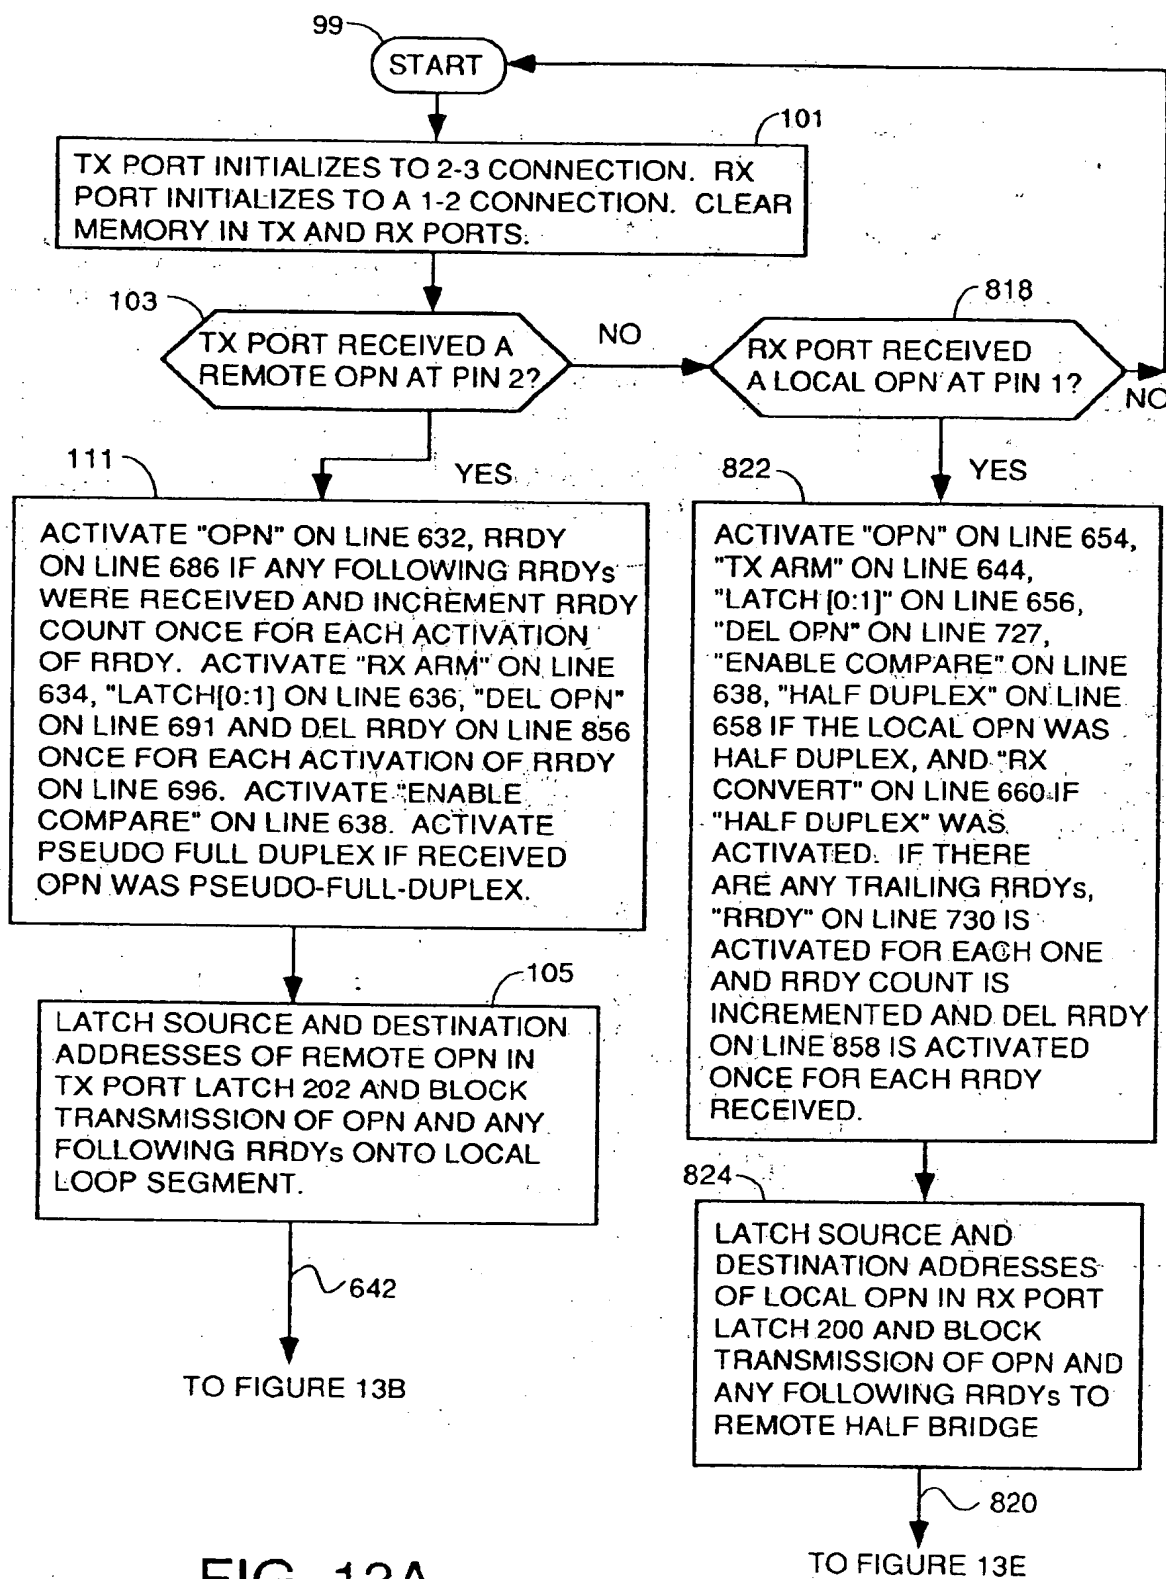 99
START
101
TX PORT INITIALIZES TO 2-3 CONNECTION. RX
PORT INITIALIZES TO A 1-2 CONNECTION. CLEAR
MEMORY IN TX AND RX PORTS.
103
TX PORT RECEIVED A
REMOTE OPN AT PIN 2?
NO
818
RX PORT RECEIVED
A LOCAL OPN AT PIN 1?
NO
111
YES
ACTIVATE "OPN" ON LINE 632, RRDY
ON LINE 686 IF ANY FOLLOWING RRDYs
WERE RECEIVED AND INCREMENT RRDY
COUNT ONCE FOR EACH ACTIVATION
OF RRDY. ACTIVATE "RX ARM" ON LINE
634, "LATCH[0:1] ON LINE 636, "DEL OPN"
ON LINE 691 AND DEL RRDY ON LINE 856
ONCE FOR EACH ACTIVATION OF RRDY
ON LINE 696. ACTIVATE "ENABLE
COMPARE" ON LINE 638. ACTIVATE
PSEUDO FULL DUPLEX IF RECEIVED
OPN WAS PSEUDO-FULL-DUPLEX.
105
LATCH SOURCE AND DESTINATION
ADDRESSES OF REMOTE OPN IN
TX PORT LATCH 202 AND BLOCK
TRANSMISSION OF OPN AND ANY
FOLLOWING RRDYs ONTO LOCAL
LOOP SEGMENT.
642
TO FIGURE 13B
822
YES
ACTIVATE "OPN" ON LINE 654,
"TX ARM" ON LINE 644,
"LATCH [0:1]" ON LINE 656,
"DEL OPN" ON LINE 727,
"ENABLE COMPARE" ON LINE
638, "HALF DUPLEX" ON LINE
658 IF THE LOCAL OPN WAS
HALF DUPLEX, AND "RX
CONVERT" ON LINE 660 IF
"HALF DUPLEX" WAS
ACTIVATED. IF THERE
ARE ANY TRAILING RRDYs,
"RRDY" ON LINE 730 IS
ACTIVATED FOR EACH ONE
AND RRDY COUNT IS
INCREMENTED AND DEL RRDY
ON LINE 858 IS ACTIVATED
ONCE FOR EACH RRDY
RECEIVED.
824
LATCH SOURCE AND
DESTINATION ADDRESSES
OF LOCAL OPN IN RX PORT
LATCH 200 AND BLOCK
TRANSMISSION OF OPN AND
ANY FOLLOWING RRDYs TO
REMOTE HALF BRIDGE
820
TO FIGURE 13E
FIG. 13A